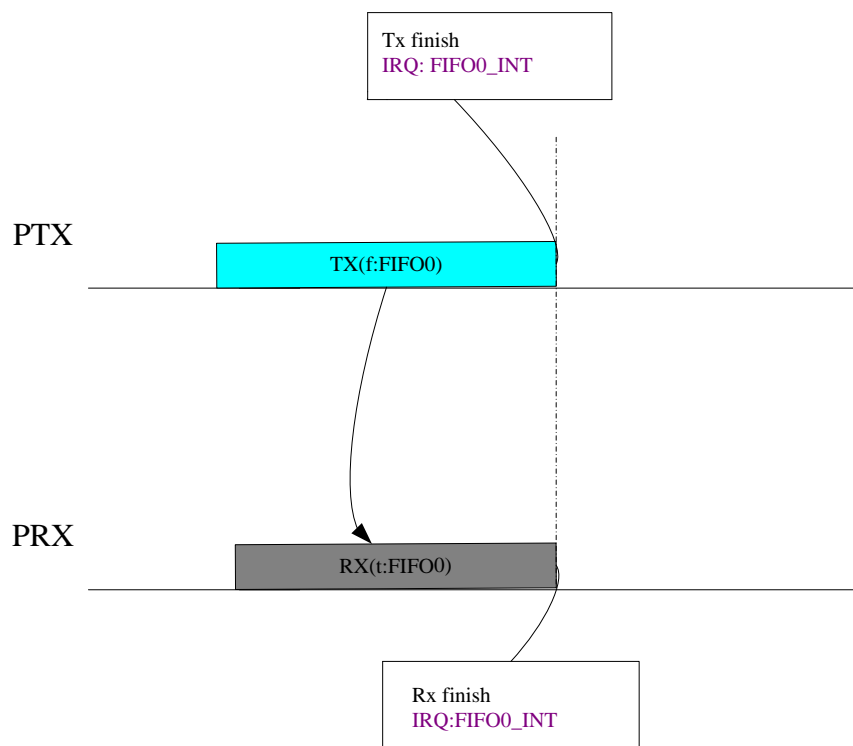 Tx finish
IRQ: FIFO0_INT
PTX
TX(f:FIFO0)
PRX
RX(t:FIFO0)
Rx finish
IRQ:FIFO0_INT